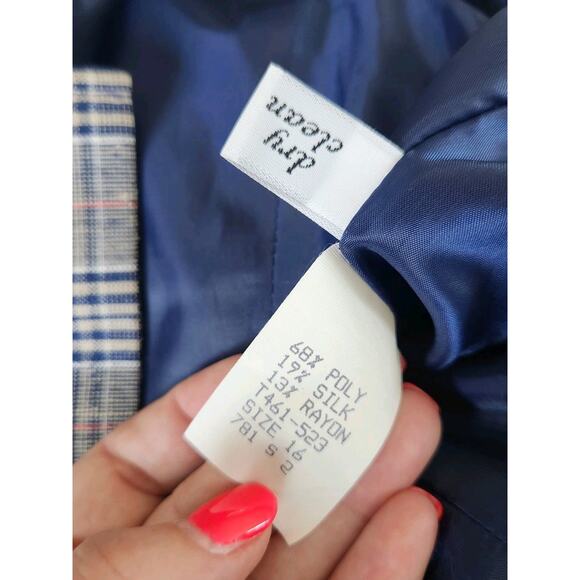 dry
clean
68% POLY
19% SILK
13% RAYON
T461-523
SIZE 16
781 S 2